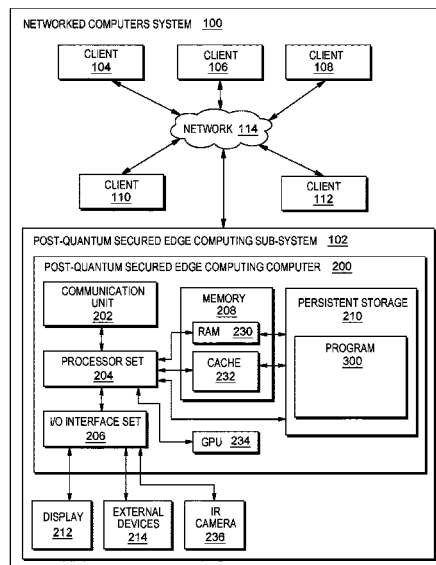 NETWORKED COMPUTERS SYSTEM 100
CLIENT
104
CLIENT
106
CLIENT
108
NETWORK 114
CLIENT
110
CLIENT
112
POST-QUANTUM SECURED EDGE COMPUTING SUB-SYSTEM 102
POST-QUANTUM SECURED EDGE COMPUTING COMPUTER 200
COMMUNICATION
UNIT
202
MEMORY
208
RAM 230
CACHE
232
PERSISTENT STORAGE
210
PROGRAM
300
PROCESSOR SET
204
I/O INTERFACE SET
206
GPU 234
DISPLAY
212
EXTERNAL
DEVICES
214
IR
CAMERA
236